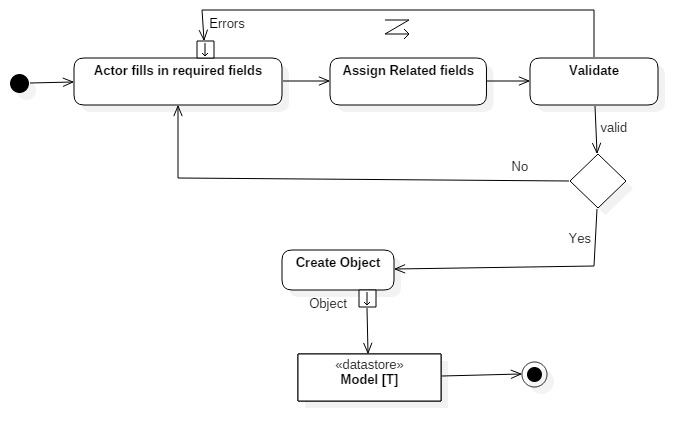 Errors
Actor fills in required fields
Assign Related fields
Validate
valid
No
Yes
Create Object
Object
«datastore»
Model [T]